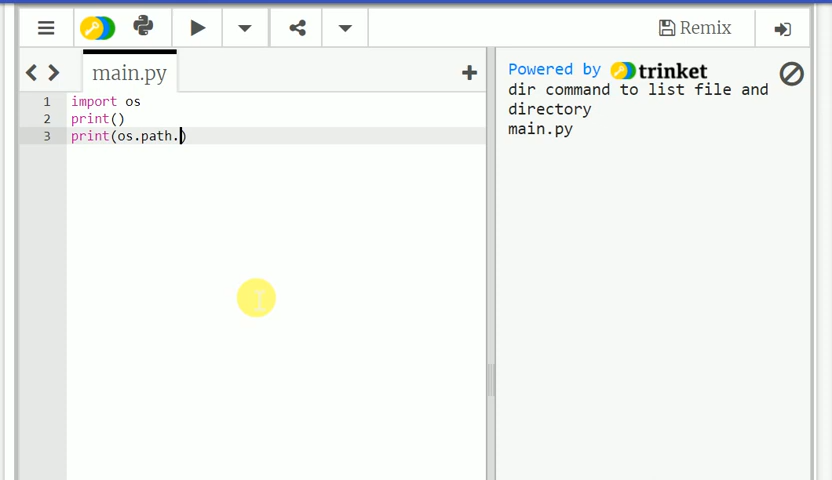 Remix
main.py
1 import os
2 print()
3 print(os.path.)
Powered by trinket
dir command to list file and
directory
main.py